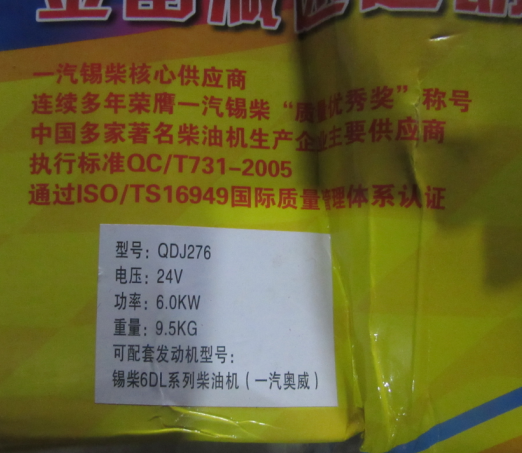 一汽锡柴核心供应商
连续多年荣膺一汽锡柴“质量优秀奖”称号
中国多家著名柴油机生产企业主要供应商
执行标准QC/T731-2005
通过ISO/TS16949国际质量管理体系认证
型号: QDJ276
电压: 24V
功率: 6.0KW
重量: 9.5KG
可配套发动机型号:
锡柴6DL系列柴油机(一汽奥威)